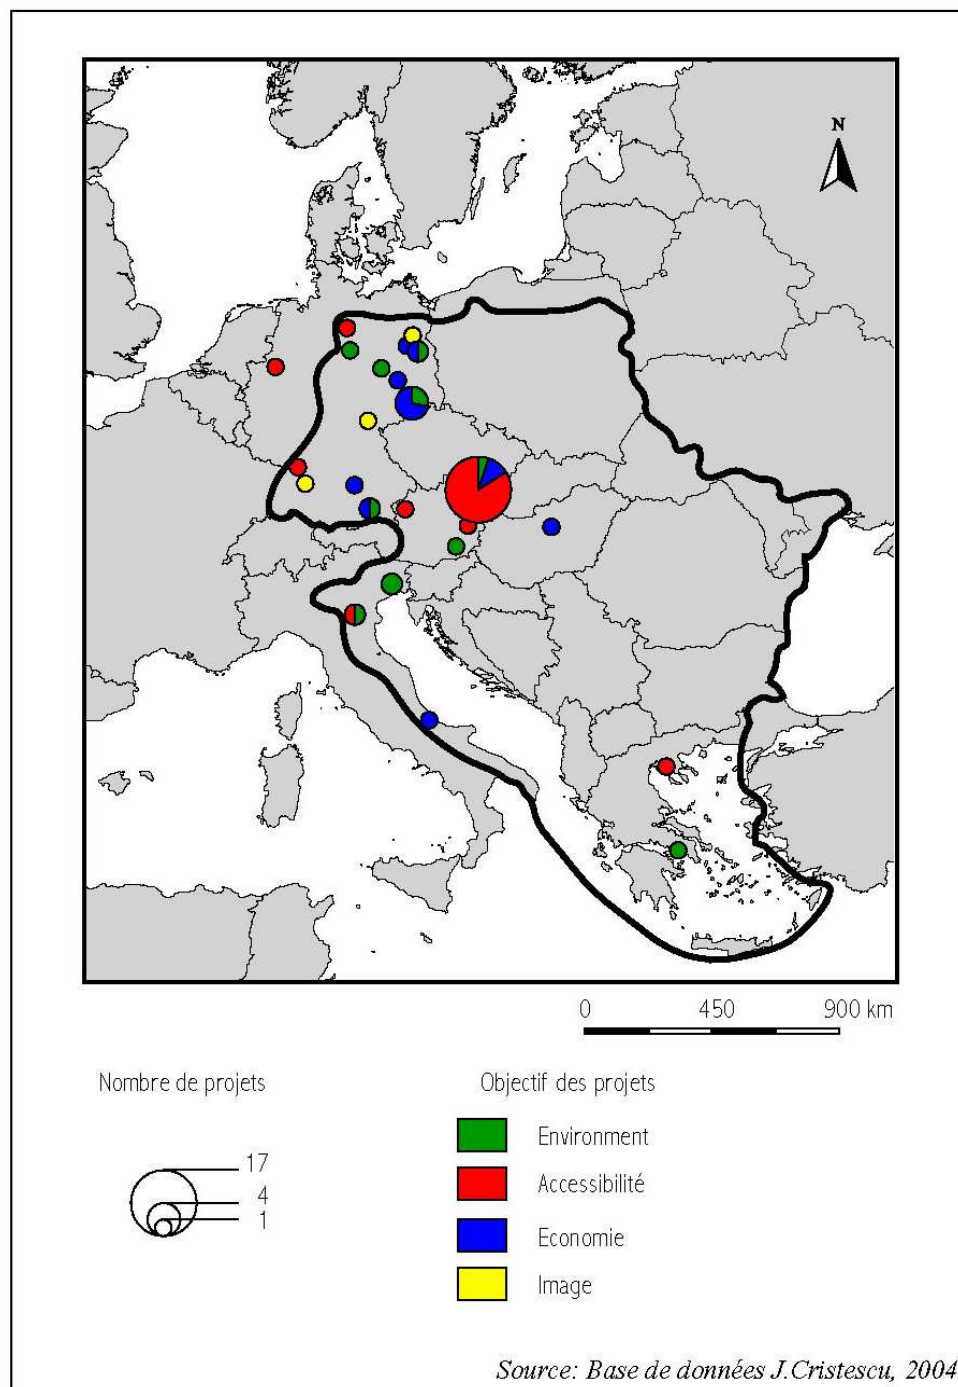 N
0 450 900 km
Nombre de projets
17
4
1
Objectif des projets
Environment
Accessibilité
Economie
Image
Source: Base de données J.Cristescu, 2004